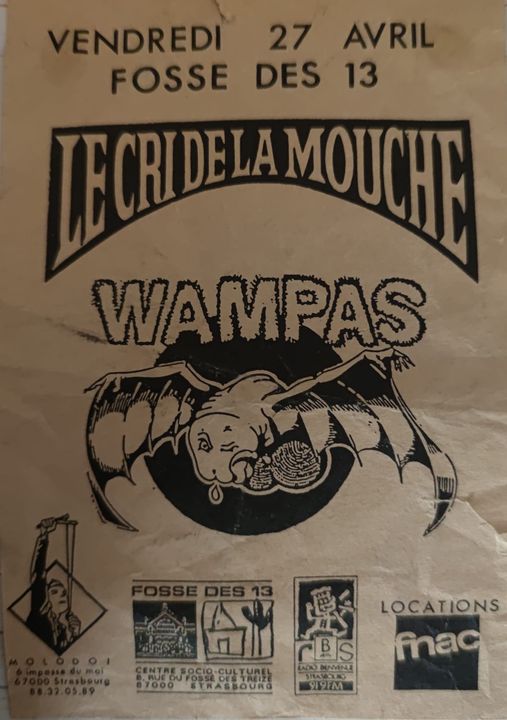 VENDREDI 27 AVRIL
FOSSE DES 13
LE CRI DE LA MOUCHE
WAMPAS
MOLODOI
6 impasse du mai
67000 Strasbourg
88.32.05.89
FOSSE DES 13
CENTRE SOCIO-CULTUREL
6, RUE DU FOSSE DES TREIZE
67000 STRASBOURG
RBS
RADIO BIENVENUE
STRASBOURG
91.9 FM
LOCATIONS
fnac